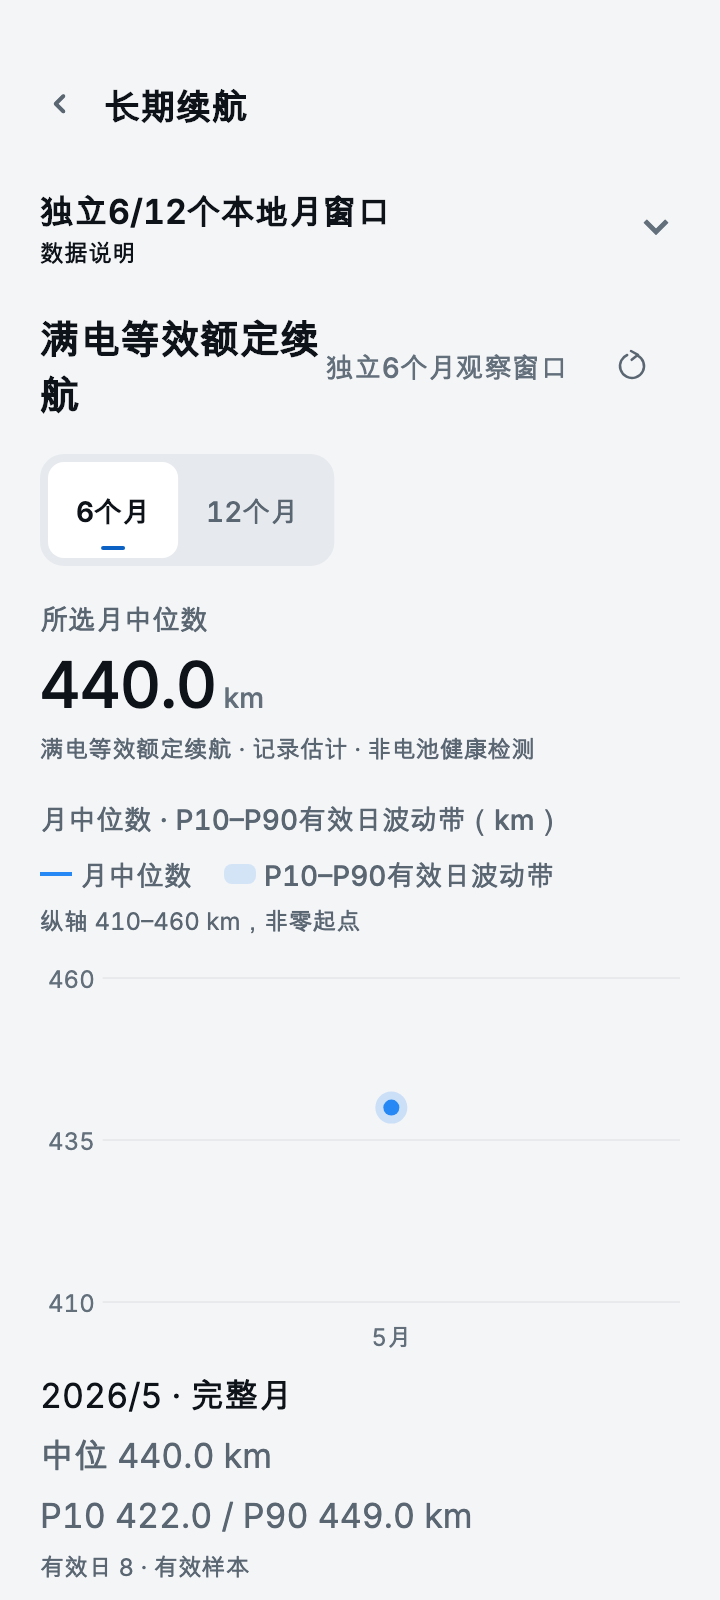 长期续航
独立6/12个本地月窗口
数据说明
满电等效额定续
航
独立6个月观察窗口
6个月
12个月
所选月中位数
440.0 km
满电等效额定续航 · 记录估计 · 非电池健康检测
月中位数 · P10–P90有效日波动带（km）
月中位数
P10–P90有效日波动带
纵轴 410–460 km，非零起点
460
435
410
5月
2026/5 · 完整月
中位 440.0 km
P10 422.0 / P90 449.0 km
有效日 8 · 有效样本